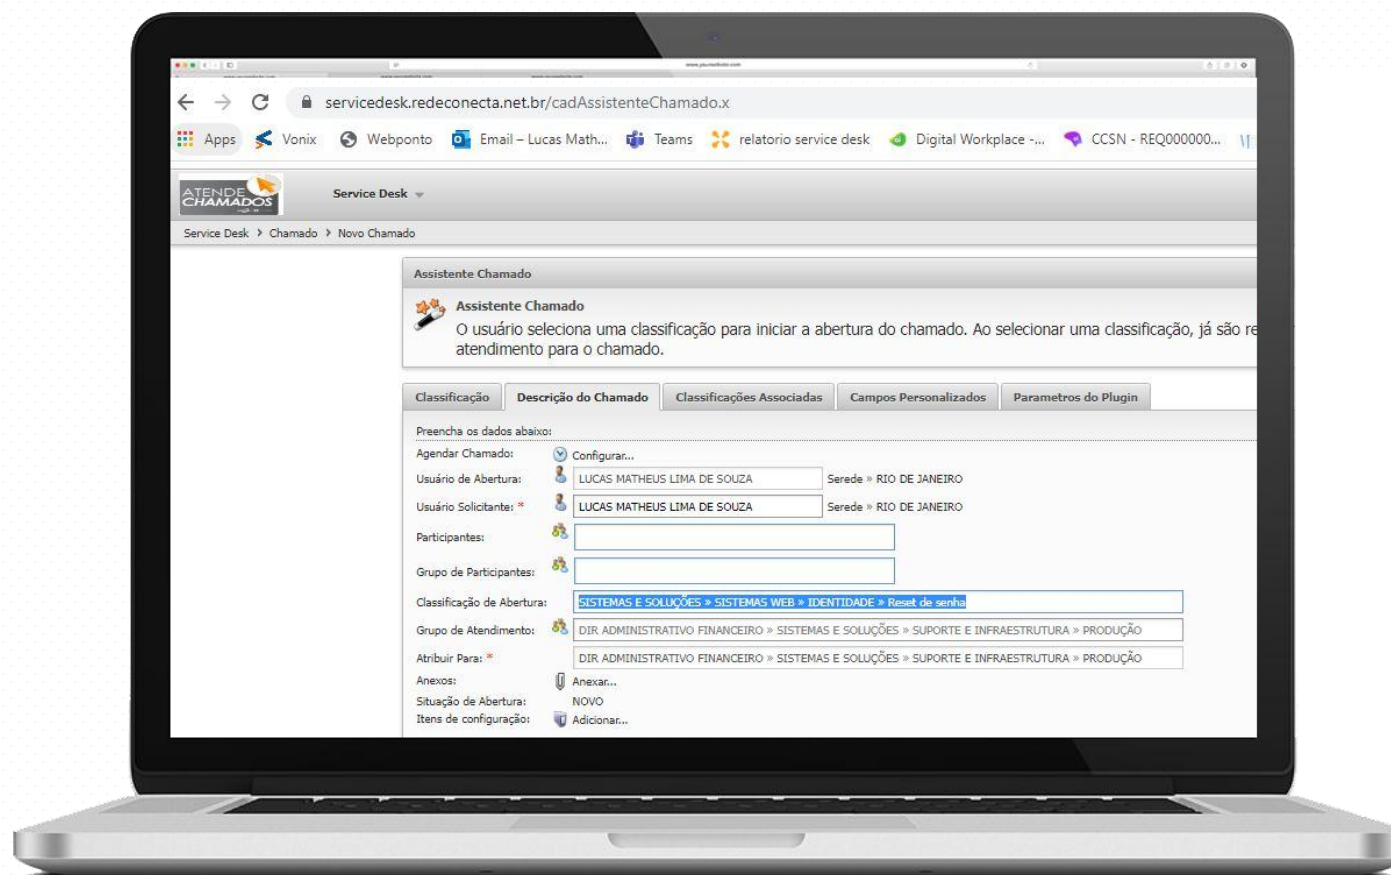 www.yourwebsite.com
servicedesk.redeconecta.net.br/cadAssistenteChamado.x
Apps Vonix Webponto Email – Lucas Math... Teams relatorio service desk Digital Workplace -... CCSN - REQ000000...
ATENDE
CHAMADOS
Service Desk
Service Desk > Chamado > Novo Chamado
Assistente Chamado
Assistente Chamado
O usuário seleciona uma classificação para iniciar a abertura do chamado. Ao selecionar uma classificação, já são re
atendimento para o chamado.
Classificação Descrição do Chamado Classificações Associadas Campos Personalizados Parametros do Plugin
Preencha os dados abaixo:
Agendar Chamado: Configurar...
Usuário de Abertura: LUCAS MATHEUS LIMA DE SOUZA Serede » RIO DE JANEIRO
Usuário Solicitante: * LUCAS MATHEUS LIMA DE SOUZA Serede » RIO DE JANEIRO
Participantes:
Grupo de Participantes:
Classificação de Abertura: SISTEMAS E SOLUÇÕES » SISTEMAS WEB » IDENTIDADE » Reset de senha
Grupo de Atendimento: DIR ADMINISTRATIVO FINANCEIRO » SISTEMAS E SOLUÇÕES » SUPORTE E INFRAESTRUTURA » PRODUÇÃO
Atribuir Para: * DIR ADMINISTRATIVO FINANCEIRO » SISTEMAS E SOLUÇÕES » SUPORTE E INFRAESTRUTURA » PRODUÇÃO
Anexos: Anexar...
Situação de Abertura: NOVO
Itens de configuração: Adicionar...